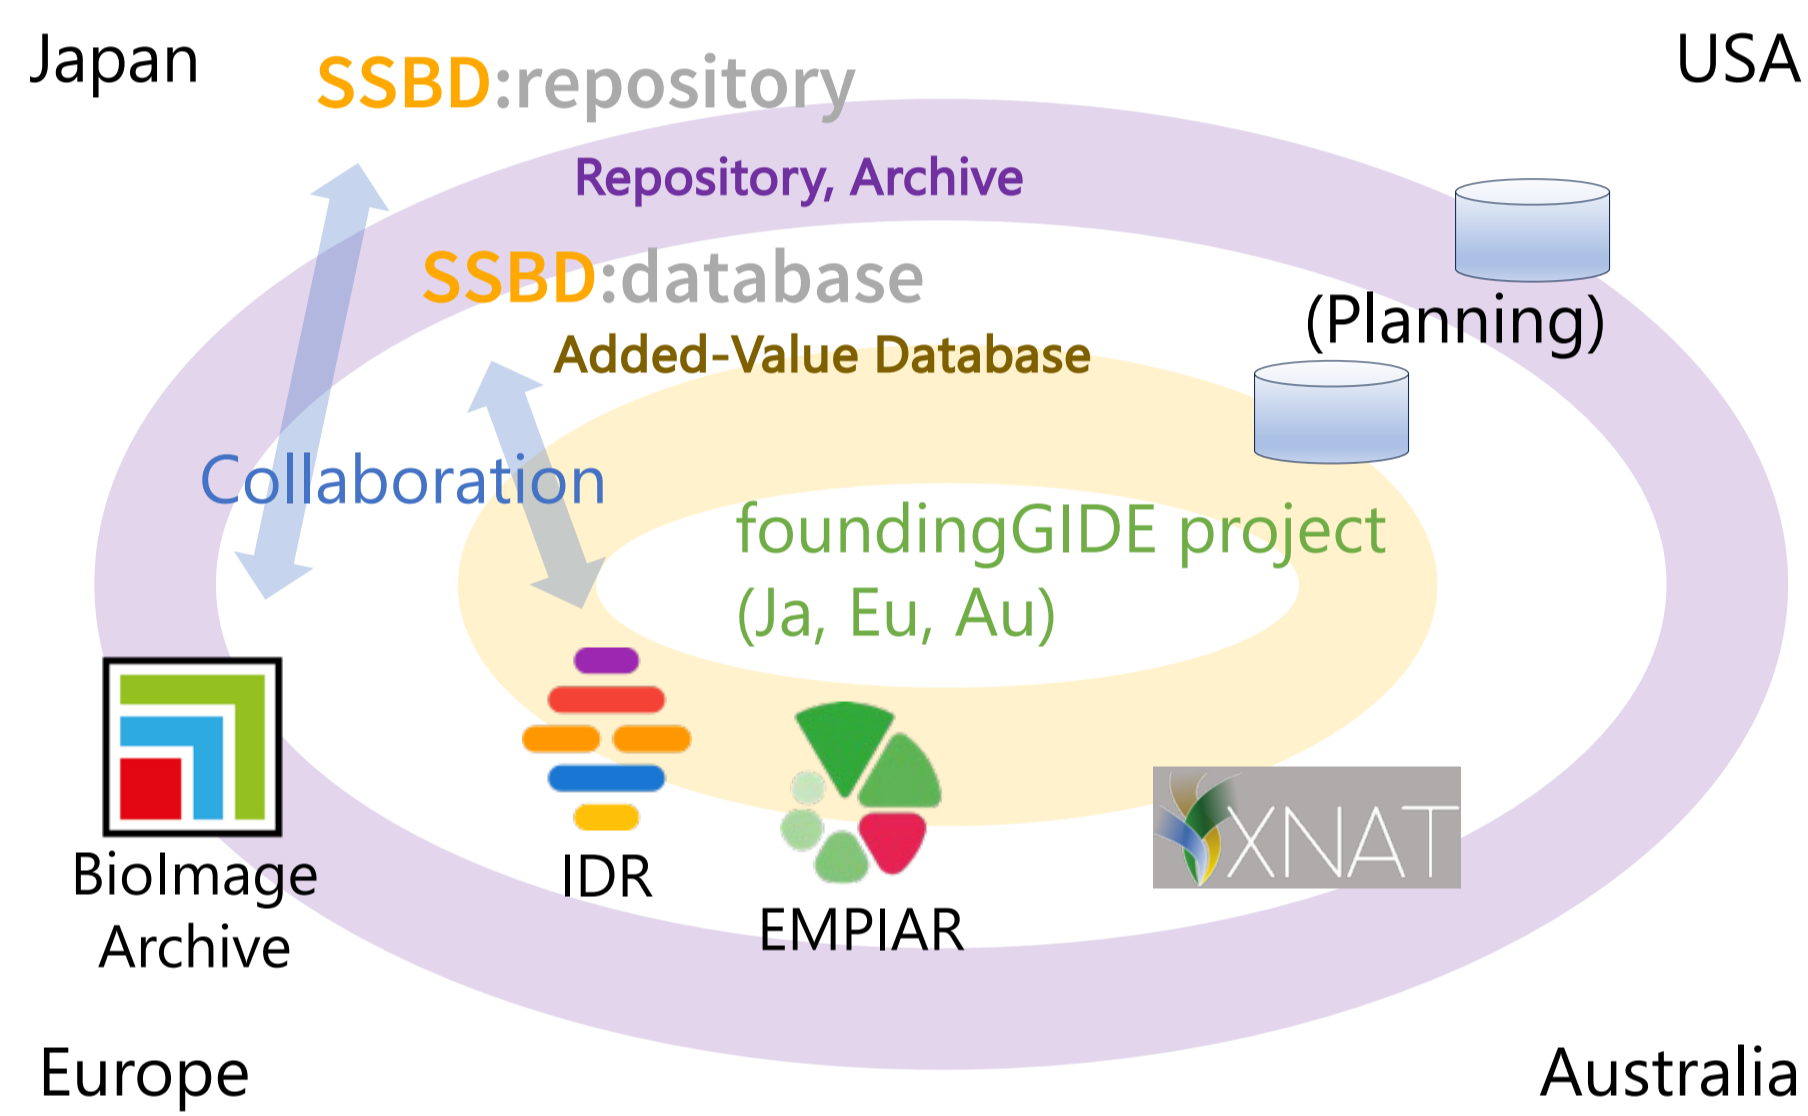 Japan
USA
SSBD:repository
Repository, Archive
SSBD:database
(Planning)
Added-Value Database
Collaboration
foundingGIDE project
(Ja, Eu, Au)
XNAT
BioImage
Archive
IDR
EMPIAR
Europe
Australia